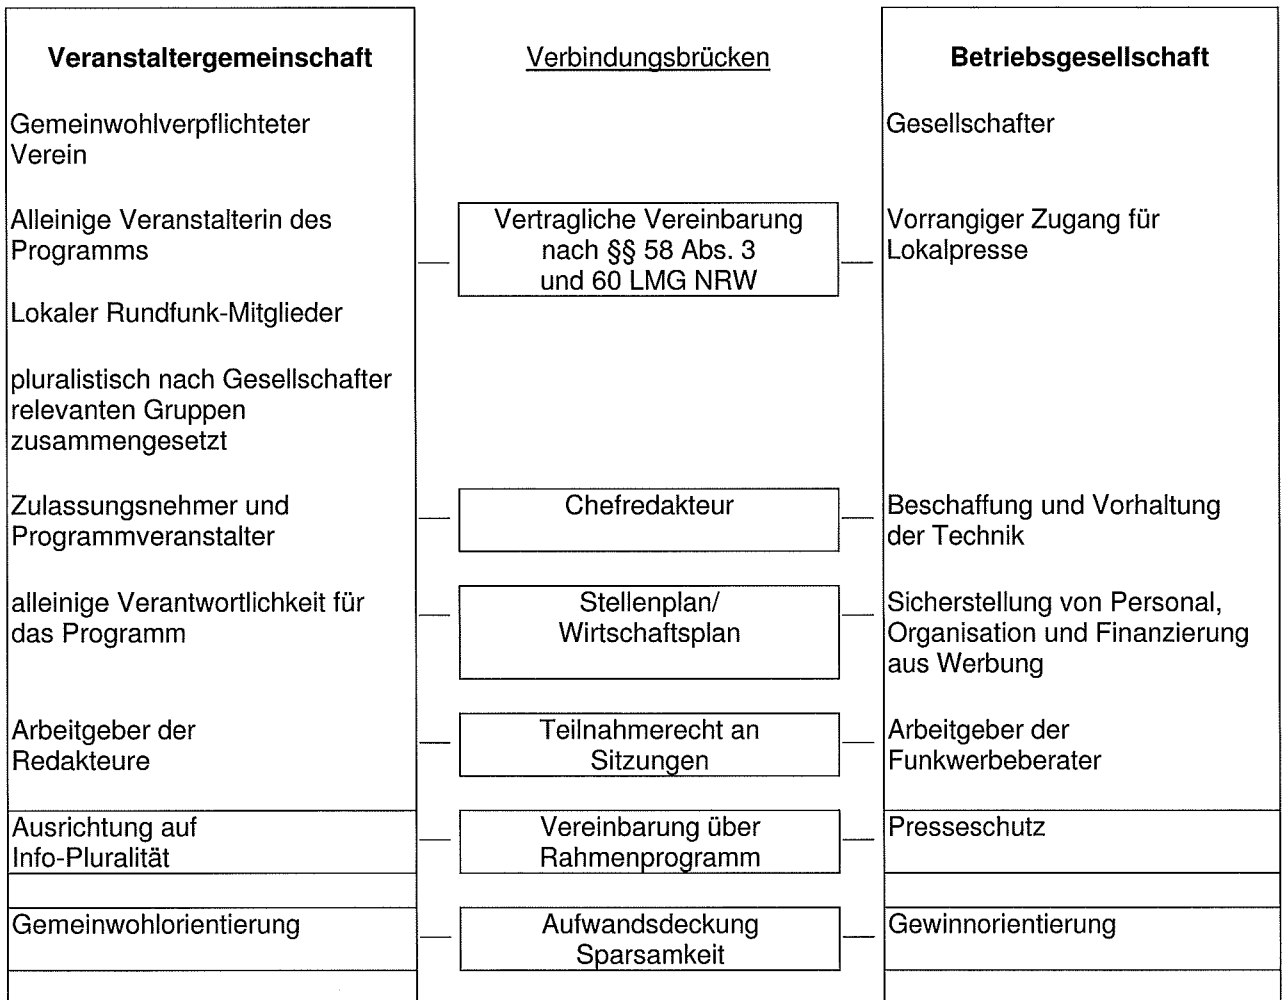 Veranstaltergemeinschaft
Verbindungsbrücken
Betriebsgesellschaft
Gemeinwohlverpflichteter
Verein
Gesellschafter
Alleinige Veranstalterin des
Programms
Vertragliche Vereinbarung
nach §§ 58 Abs. 3
und 60 LMG NRW
Vorrangiger Zugang für
Lokalpresse
Lokaler Rundfunk-Mitglieder
pluralistisch nach Gesellschafter
relevanten Gruppen
zusammengesetzt
Zulassungsnehmer und
Programmveranstalter
Chefredakteur
Beschaffung und Vorhaltung
der Technik
alleinige Verantwortlichkeit für
das Programm
Stellenplan/
Wirtschaftsplan
Sicherstellung von Personal,
Organisation und Finanzierung
aus Werbung
Arbeitgeber der
Redakteure
Teilnahmerecht an
Sitzungen
Arbeitgeber der
Funkwerbeberater
Ausrichtung auf
Info-Pluralität
Vereinbarung über
Rahmenprogramm
Presseschutz
Gemeinwohlorientierung
Aufwandsdeckung
Sparsamkeit
Gewinnorientierung